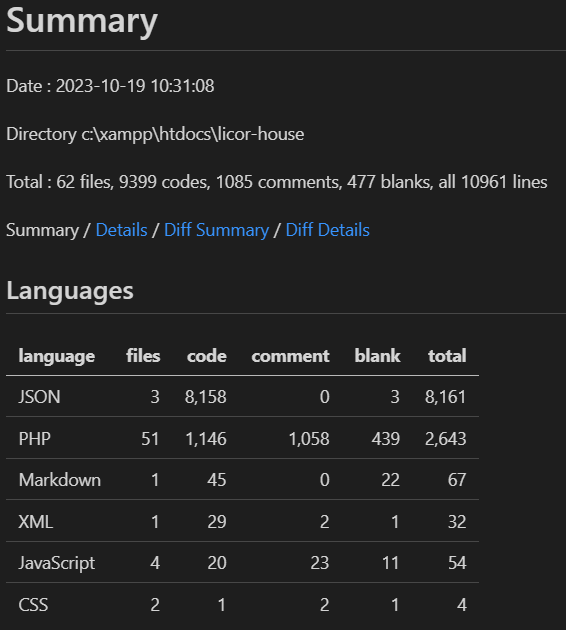 Summary
Date : 2023-10-19 10:31:08
Directory c:\xampp\htdocs\licor-house
Total : 62 files, 9399 codes, 1085 comments, 477 blanks, all 10961 lines
Summary / Details / Diff Summary / Diff Details
Languages
language files code comment blank total
JSON 3 8,158 0 3 8,161
PHP 51 1,146 1,058 439 2,643
Markdown 1 45 0 22 67
XML 1 29 2 1 32
JavaScript 4 20 23 11 54
CSS 2 1 2 1 4